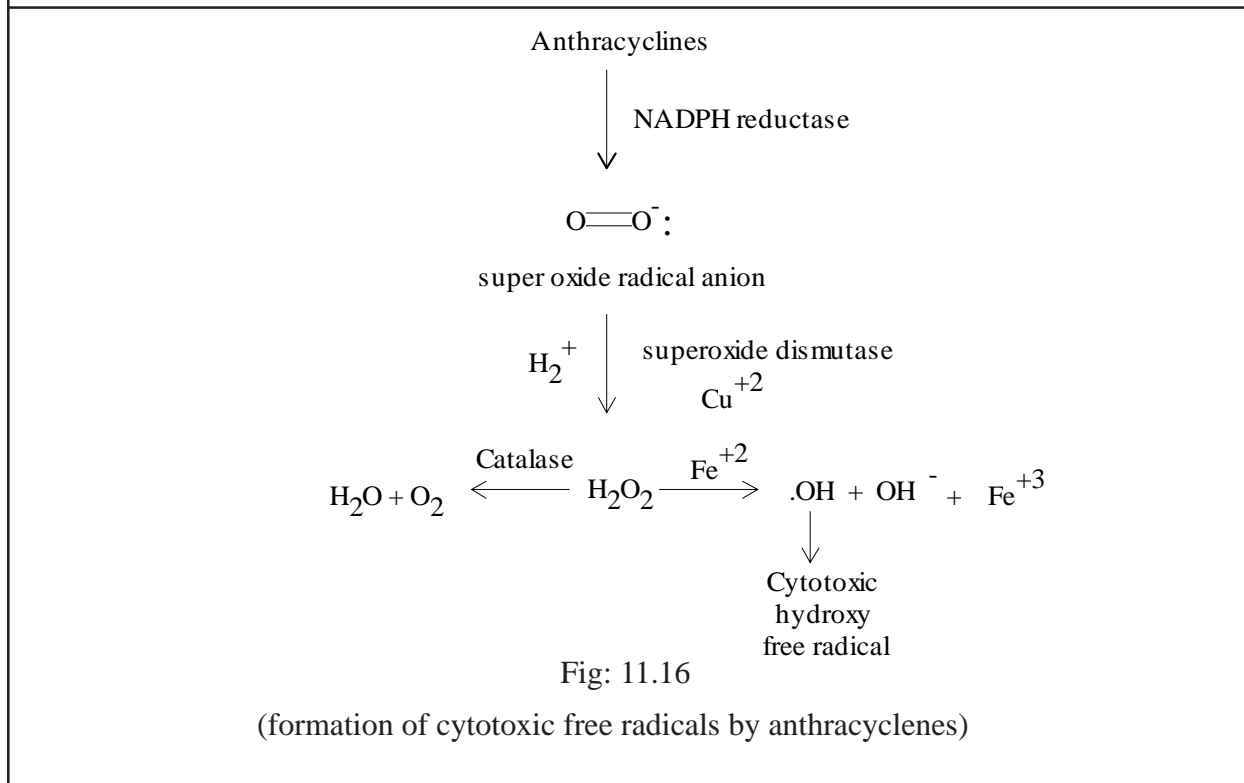 Anthracyclines
NADPH reductase
O=O⁻:
super oxide radical anion
H₂⁺ superoxide dismutase
Cu⁺²
H₂O + O₂ Catalase H₂O₂ Fe⁺² .OH + OH⁻ + Fe⁺³
Cytotoxic
hydroxy
free radical
Fig: 11.16
(formation of cytotoxic free radicals by anthracyclenes)